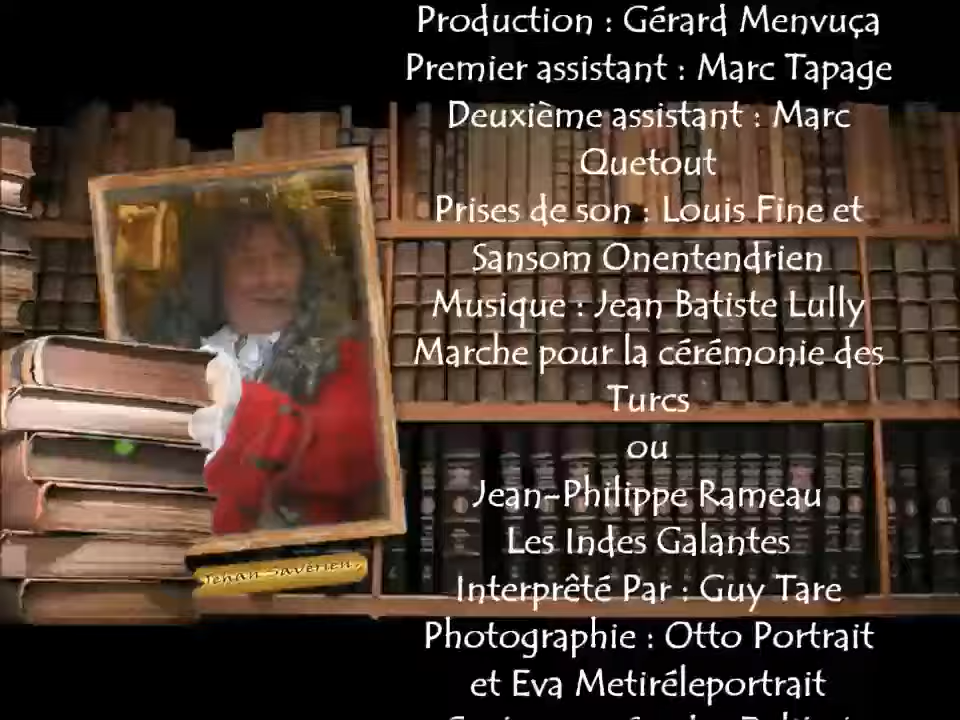 Production : Gérard Menvuça
Premier assistant : Marc Tapage
Deuxième assistant : Marc
Quetout
Prises de son : Louis Fine et
Sansom Onentendrien
Musique : Jean Batiste Lully
Marche pour la cérémonie des
Turcs
ou
Jean-Philippe Rameau
Les Indes Galantes
Interprêté Par : Guy Tare
Photographie : Otto Portrait
et Eva Metiréleportrait
Jehan Savérien,